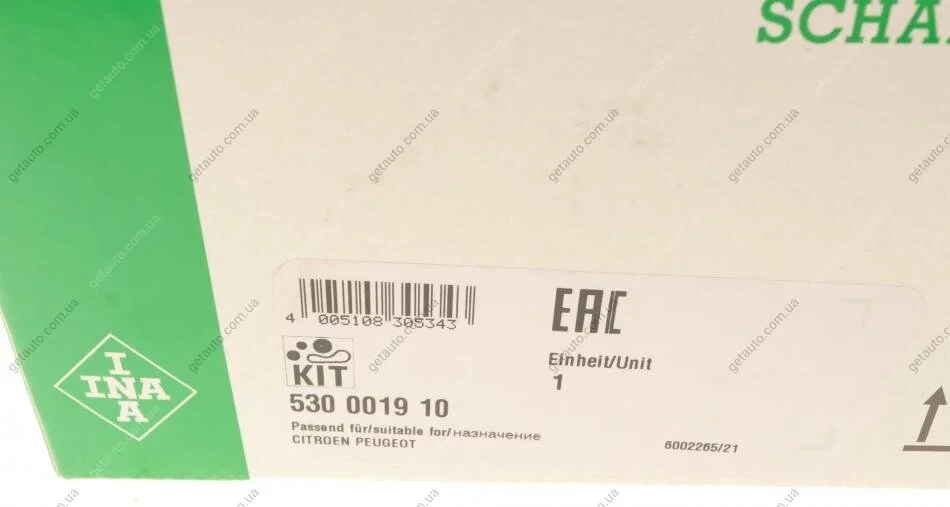 SCHA
4 005108 305343
EAC
KIT
Einheit/Unit
1
530 0019 10
Passend für/suitable for/назначение
CITROEN PEUGEOT
6002265/21
I
INA
A
getauto.com.ua